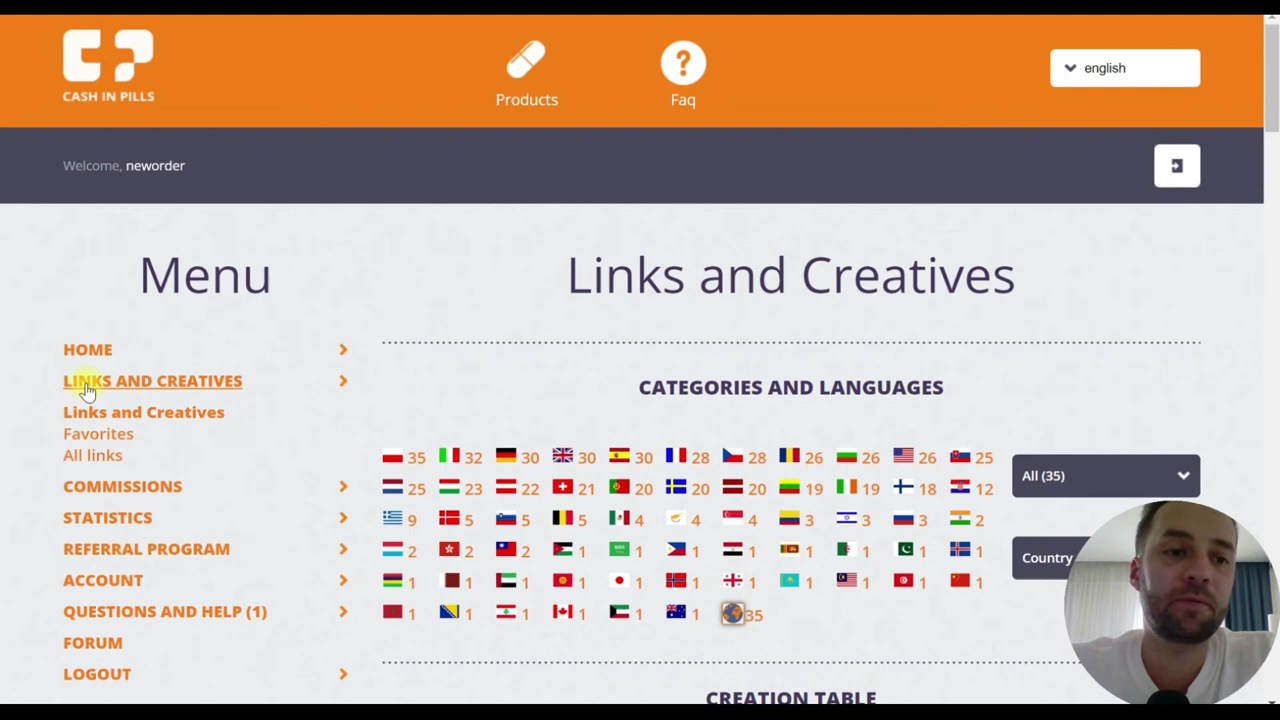 CASH IN PILLS
Products
Faq
english
Welcome, neworder
Menu
Links and Creatives
HOME
LINKS AND CREATIVES
Links and Creatives
Favorites
All links
COMMISSIONS
STATISTICS
REFERRAL PROGRAM
ACCOUNT
QUESTIONS AND HELP (1)
FORUM
LOGOUT
CATEGORIES AND LANGUAGES
35 32 30 30 30 28 28 26 26 26 25
25 23 22 21 20 20 20 19 19 18 12
9 5 5 5 4 4 4 3 3 3 2
2 2 2 1 1 1 1 1 1 1 1
1 1 1 1 1 1 1 1 1 1 1
1 1 1 1 1 1 35
All (35)
Country
CREATION TABLE